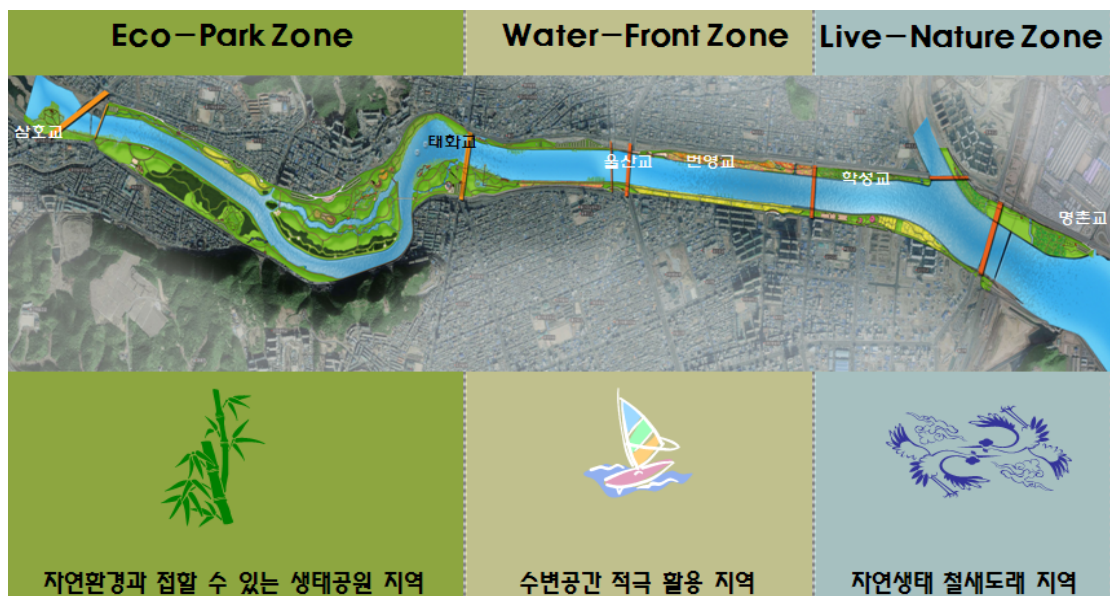 Eco-Park Zone
Water-Front Zone
Live-Nature Zone
삼호교
태화교
울산교
번영교
학성교
명촌교
자연환경과 접할 수 있는 생태공원 지역
수변공간 적극 활용 지역
자연생태 철새도래 지역